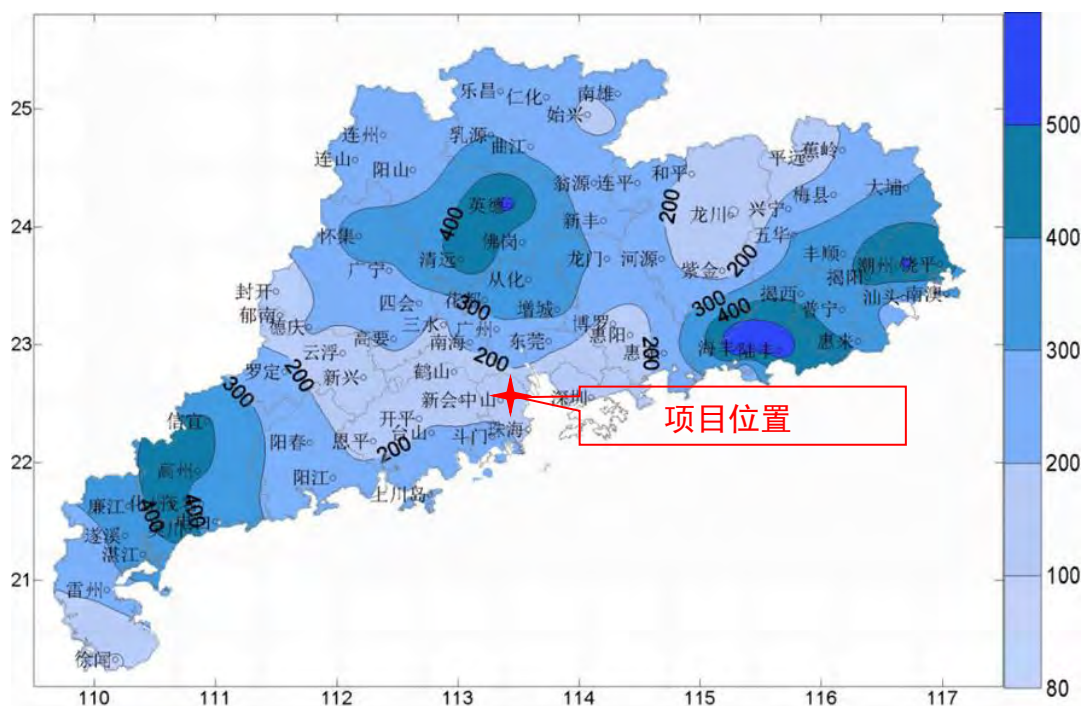 25
24
23
22
21
110
111
112
113
114
115
116
117
500
400
300
200
100
80
乐昌
仁化
南雄
始兴
连州
乳源
曲江
连山
阳山
翁源
连平
和平
平远
蕉岭
梅县
大埔
英德
400
新丰
200
龙川
兴宁
怀集
佛岗
五华
清远
龙门
河源
紫金
200
丰顺
潮州
饶平
广宁
从化
揭阳
封开
四会
300
增城
300
揭西
汕头
南澳
郁南
400
普宁
德庆
三水
广州
博罗
惠阳
高要
南海
东莞
200
海丰
陆丰
惠来
云浮
200
罗定
200
新兴
鹤山
300
新会
中山
深圳
项目位置
信宜
开平
台山
斗门
珠海
阳春
恩平
200
高州
阳江
上川岛
廉江
400
400
遂溪
湛江
雷州
徐闻